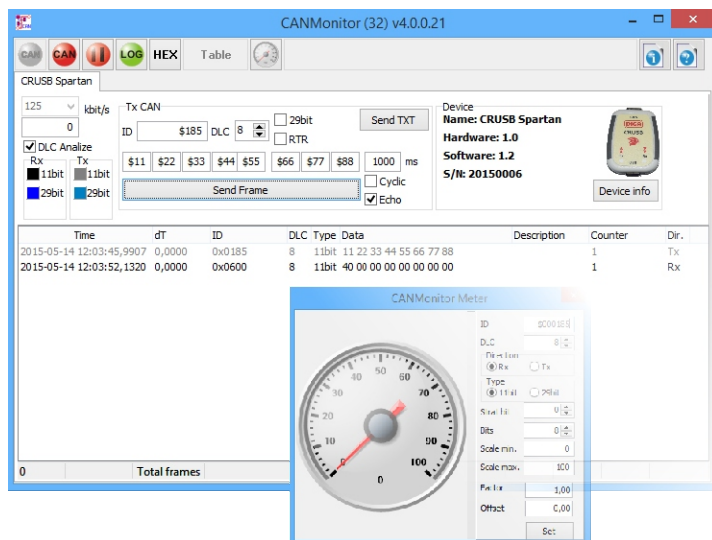 CANMonitor (32) v4.0.0.21
CAN CAN LOG HEX Table
CRUSB Spartan
125 kbit/s
0
DLC Analize
Rx Tx
11bit 11bit
29bit 29bit
Tx CAN
ID $185 DLC 8 29bit RTR Send TXT
$11 $22 $33 $44 $55 $66 $77 $88 1000 ms
Send Frame Cyclic
Echo
Device
Name: CRUSB Spartan
Hardware: 1.0
Software: 1.2
S/N: 20150006
Device info
Time dT ID DLC Type Data Description Counter Dir.
2015-05-14 12:03:45,9907 0,0000 0x0185 8 11bit 11 22 33 44 55 66 77 88 1 Tx
2015-05-14 12:03:52,1320 0,0000 0x0600 8 11bit 40 00 00 00 00 00 00 00 1 Rx
CANMonitor Meter
0 10 20 30 40 50 60 70 80 90 100
0
ID
DLC 8
Direction
Rx Tx
Type
11bit 29bit
Start bit 0
Bits 8
Scale min. 0
Scale max. 100
Factor 1,00
Offset 0,00
Set
0 Total frames